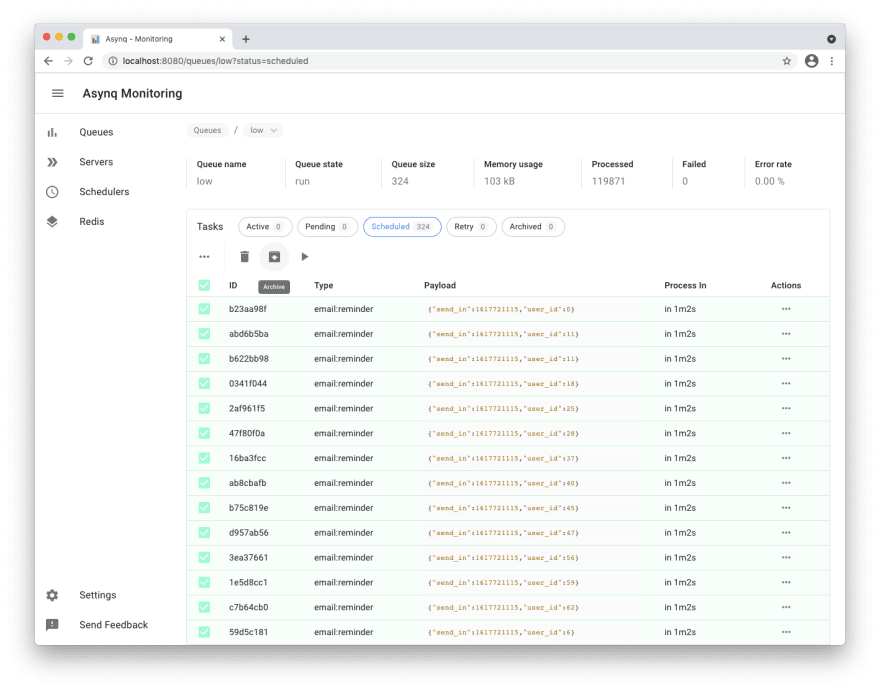 Asynq - Monitoring
localhost:8080/queues/low?status=scheduled
Asynq Monitoring
Queues
Servers
Schedulers
Redis
Settings
Send Feedback
Queues / low
Queue name Queue state Queue size Memory usage Processed Failed Error rate
low run 324 103 kB 119871 0 0.00 %
Tasks Active 0 Pending 0 Scheduled 324 Retry 0 Archived 0
Archive
ID Type Payload Process In Actions
b23aa98f email:reminder {"send_in":1617721115,"user_id":0} in 1m2s
abd6b5ba email:reminder {"send_in":1617721115,"user_id":11} in 1m2s
b622bb98 email:reminder {"send_in":1617721115,"user_id":11} in 1m2s
0341f044 email:reminder {"send_in":1617721115,"user_id":18} in 1m2s
2af961f5 email:reminder {"send_in":1617721115,"user_id":25} in 1m2s
47f80f0a email:reminder {"send_in":1617721115,"user_id":28} in 1m2s
16ba3fcc email:reminder {"send_in":1617721115,"user_id":37} in 1m2s
ab8cbafb email:reminder {"send_in":1617721115,"user_id":40} in 1m2s
b75c819e email:reminder {"send_in":1617721115,"user_id":45} in 1m2s
d957ab56 email:reminder {"send_in":1617721115,"user_id":47} in 1m2s
3ea37661 email:reminder {"send_in":1617721115,"user_id":56} in 1m2s
1e5d8cc1 email:reminder {"send_in":1617721115,"user_id":59} in 1m2s
c7b64cb0 email:reminder {"send_in":1617721115,"user_id":62} in 1m2s
59d5c181 email:reminder {"send_in":1617721115,"user_id":6} in 1m2s